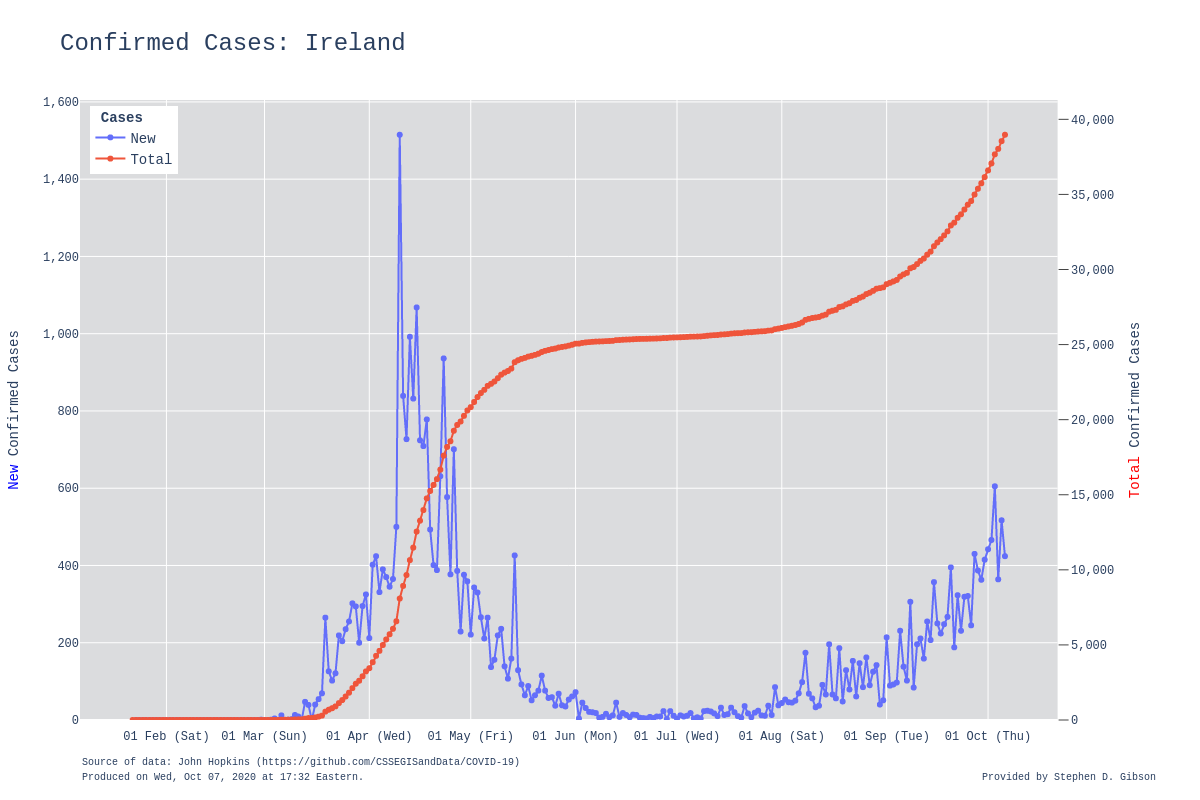 Confirmed Cases: Ireland
Cases
New
Total
1,600
1,400
1,200
1,000
800
600
400
200
0
40,000
35,000
30,000
25,000
20,000
15,000
10,000
5,000
0
New Confirmed Cases
Total Confirmed Cases
01 Feb (Sat) 01 Mar (Sun) 01 Apr (Wed) 01 May (Fri) 01 Jun (Mon) 01 Jul (Wed) 01 Aug (Sat) 01 Sep (Tue) 01 Oct (Thu)
Source of data: John Hopkins (https://github.com/CSSEGISandData/COVID-19)
Produced on Wed, Oct 07, 2020 at 17:32 Eastern.
Provided by Stephen D. Gibson